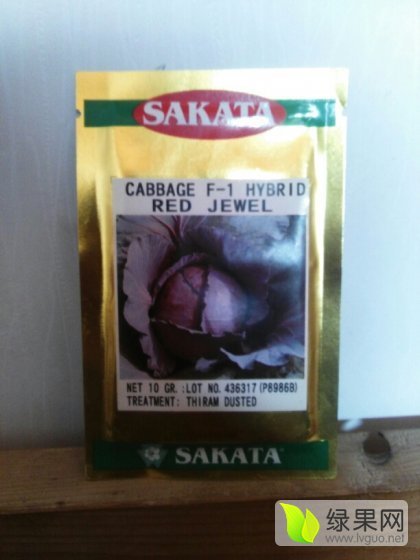 SAKATA
CABBAGE F-1 HYBRID
RED JEWEL
NET 10 GR. :LOT NO. 436317 (P8986B)
TREATMENT: THIRAM DUSTED
SAKATA
绿果网
www.lvguo.net